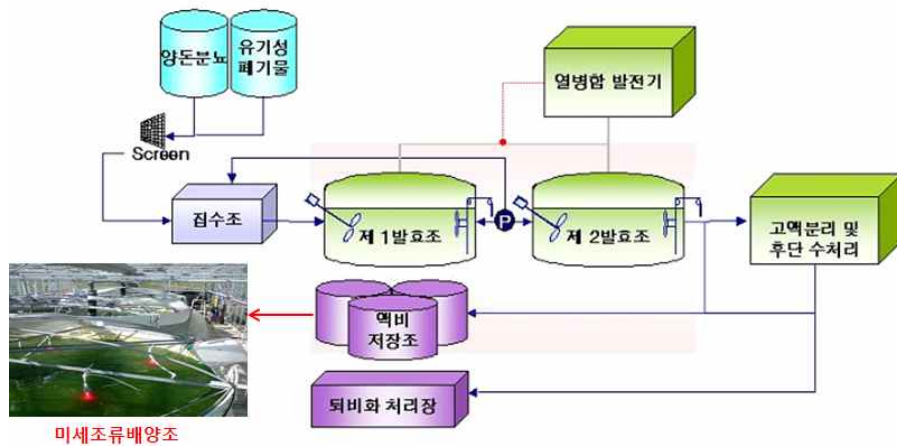 양돈분뇨
유기성
폐기물
열병합 발전기
Screen
집수조
제 1발효조
P
제 2발효조
고액분리 및
후단 수처리
액비
저장조
퇴비화 처리장
미세조류배양조